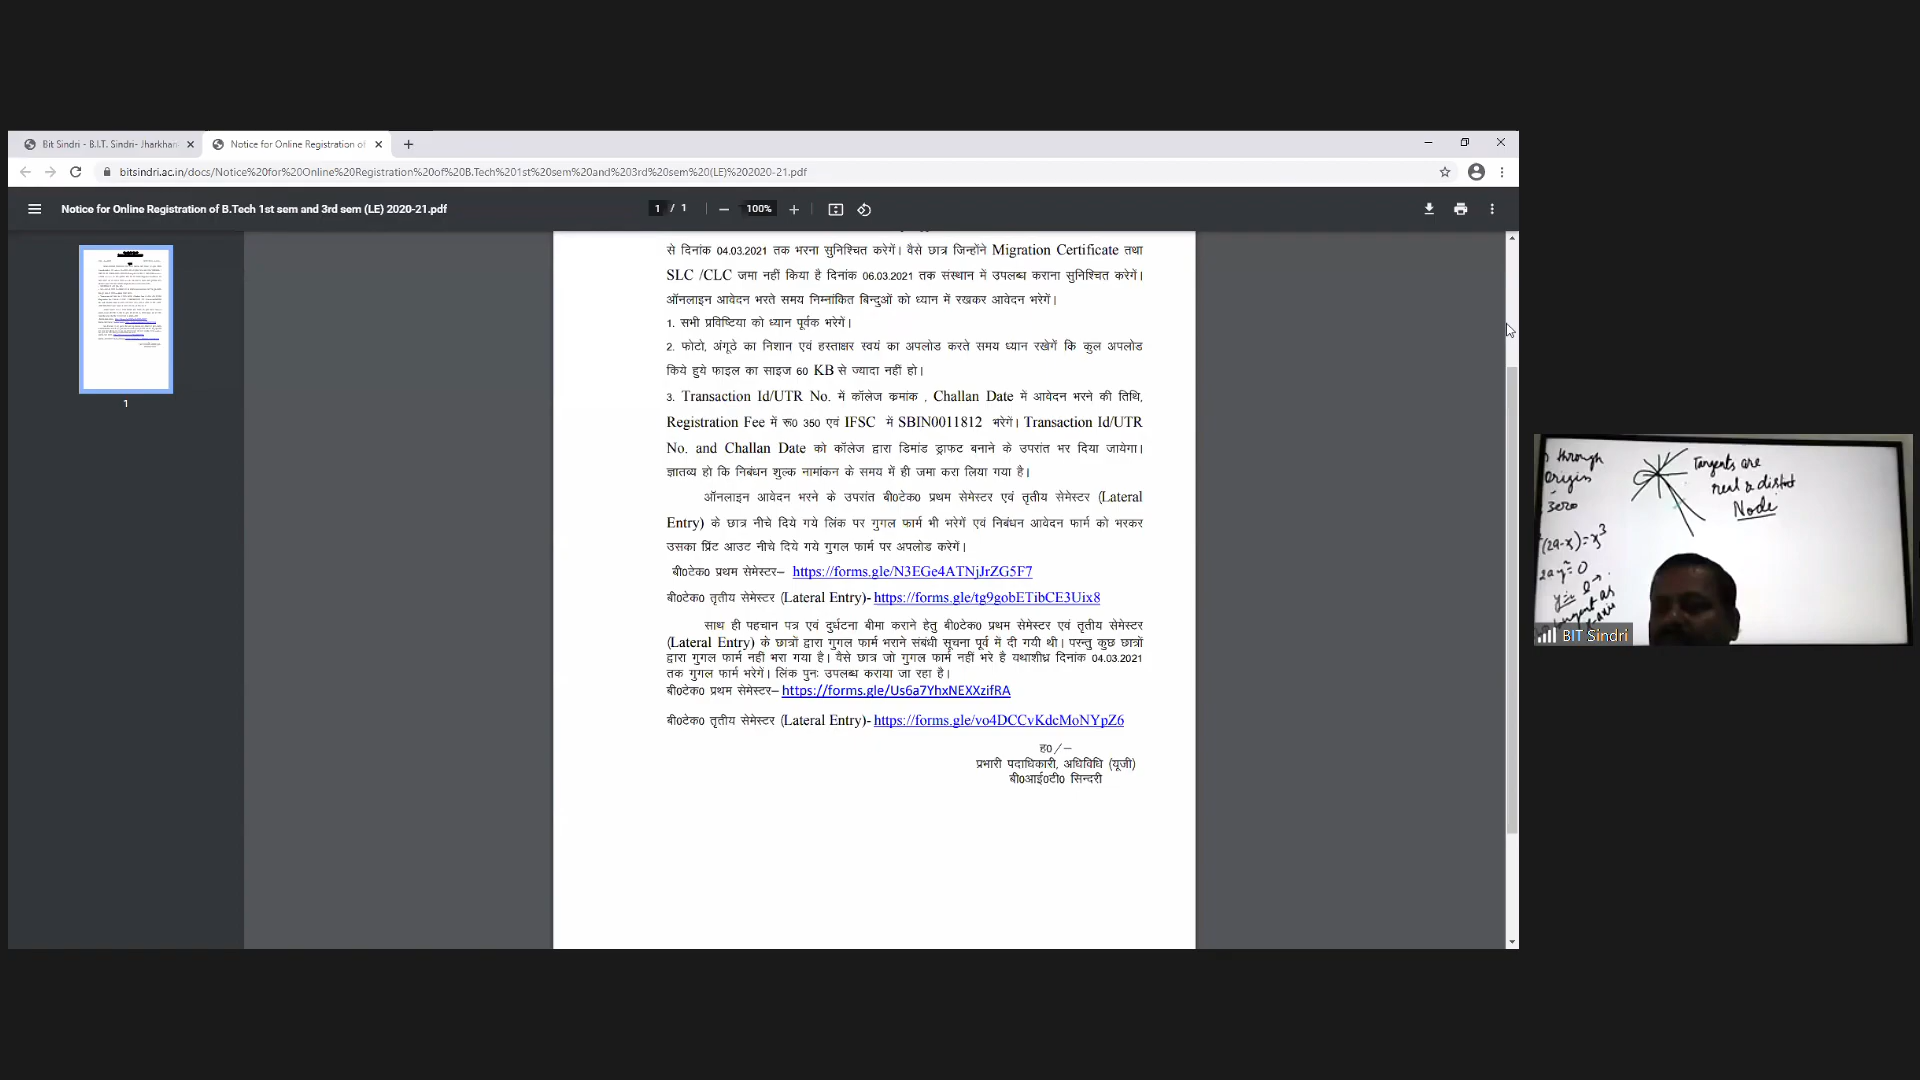 Bit Sindri - B.I.T. Sindri- Jharkhan
Notice for Online Registration of
bitsindri.ac.in/docs/Notice%20for%20Online%20Registration%20of%20B.Tech%201st%20sem%20and%203rd%20sem%20(LE)%202020-21.pdf
Notice for Online Registration of B.Tech 1st sem and 3rd sem (LE) 2020-21.pdf
1 / 1
100%
1
से दिनांक 04.03.2021 तक भरना सुनिश्चित करेगें। वैसे छात्र जिन्होंने Migration Certificate तथा
SLC /CLC जमा नहीं किया है दिनांक 06.03.2021 तक संस्थान में उपलब्ध कराना सुनिश्चित करेगें।
ऑनलाइन आवेदन भरते समय निम्नांकित बिन्दुओं को ध्यान में रखकर आवेदन भरेगें।
1. सभी प्रविष्टिया को ध्यान पूर्वक भरेगें।
2. फोटो, अंगूठे का निशान एवं हस्ताक्षर स्वयं का अपलोड करते समय ध्यान रखेगें कि कुल अपलोड
किये हुये फाइल का साइज 60 KB से ज्यादा नहीं हो।
3. Transaction Id/UTR No. में कॉलेज कमांक , Challan Date में आवेदन भरने की तिथि,
Registration Fee में रू0 350 एवं IFSC में SBIN0011812 भरेगें। Transaction Id/UTR
No. and Challan Date को कॉलेज द्वारा डिमांड ड्राफट बनाने के उपरांत भर दिया जायेगा।
ज्ञातव्य हो कि निबंधन शुल्क नामांकन के समय में ही जमा करा लिया गया है।
ऑनलाइन आवेदन भरने के उपरांत बी0टेक0 प्रथम सेमेस्टर एवं तृतीय सेमेस्टर (Lateral
Entry) के छात्र नीचे दिये गये लिंक पर गुगल फार्म भी भरेगें एवं निबंधन आवेदन फार्म को भरकर
उसका प्रिंट आउट नीचे दिये गये गुगल फार्म पर अपलोड करेगें।
बी0टेक0 प्रथम सेमेस्टर– https://forms.gle/N3EGe4ATNjJrZG5F7
बी0टेक0 तृतीय सेमेस्टर (Lateral Entry)- https://forms.gle/tg9gobETibCE3Uix8
साथ ही पहचान पत्र एवं दुर्घटना बीमा कराने हेतु बी0टेक0 प्रथम सेमेस्टर एवं तृतीय सेमेस्टर
(Lateral Entry) के छात्रों द्वारा गुगल फार्म भराने संबंधी सूचना पूर्व में दी गयी थी। परन्तु कुछ छात्रों
द्वारा गुगल फार्म नहीं भरा गया है। वैसे छात्र जो गुगल फार्म नहीं भरे है यथाशीध्र दिनांक 04.03.2021
तक गुगल फार्म भरेगें। लिंक पुनः उपलब्ध कराया जा रहा है।
बी0टेक0 प्रथम सेमेस्टर– https://forms.gle/Us6a7YhxNEXXzifRA
बी0टेक0 तृतीय सेमेस्टर (Lateral Entry)- https://forms.gle/vo4DCCvKdcMoNYpZ6
ह0/–
प्रभारी पदाधिकारी, अधिविधि (यूजी)
बी0आई0टी0 सिन्दरी
through
origin
zero
(2a-x)=x³
2ay²=0
Tangents are
real & distnct
Node
BIT Sindri